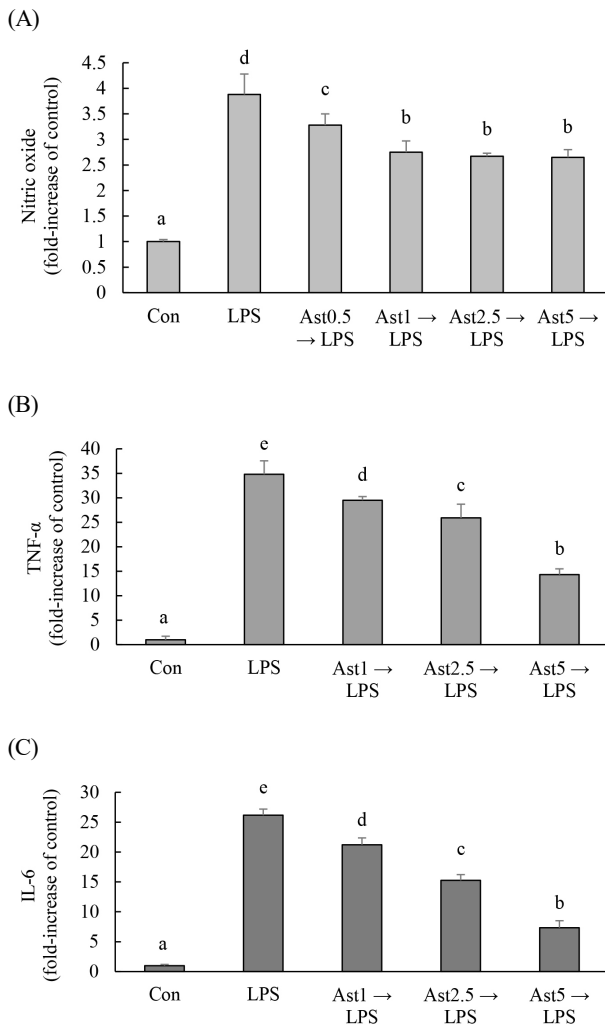 (A)
Nitric oxide
(fold-increase of control)
4.5
4
3.5
3
2.5
2
1.5
1
0.5
0
a
d
c
b
b
b
Con
LPS
Ast0.5
→ LPS
Ast1 →
LPS
Ast2.5 →
LPS
Ast5 →
LPS
(B)
TNF-α
(fold-increase of control)
40
35
30
25
20
15
10
5
0
a
e
d
c
b
Con
LPS
Ast1 →
LPS
Ast2.5 →
LPS
Ast5 →
LPS
(C)
IL-6
(fold-increase of control)
30
25
20
15
10
5
0
a
e
d
c
b
Con
LPS
Ast1 →
LPS
Ast2.5 →
LPS
Ast5 →
LPS